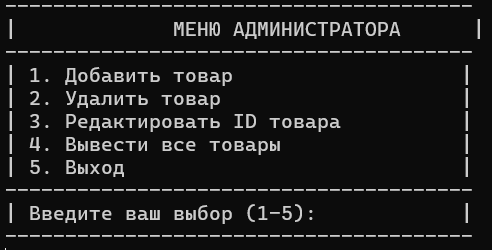 ---------------------------------------
|             МЕНЮ АДМИНИСТРАТОРА      |
---------------------------------------
| 1. Добавить товар                   |
| 2. Удалить товар                    |
| 3. Редактировать ID товара          |
| 4. Вывести все товары               |
| 5. Выход                            |
---------------------------------------
| Введите ваш выбор (1-5):            |
---------------------------------------